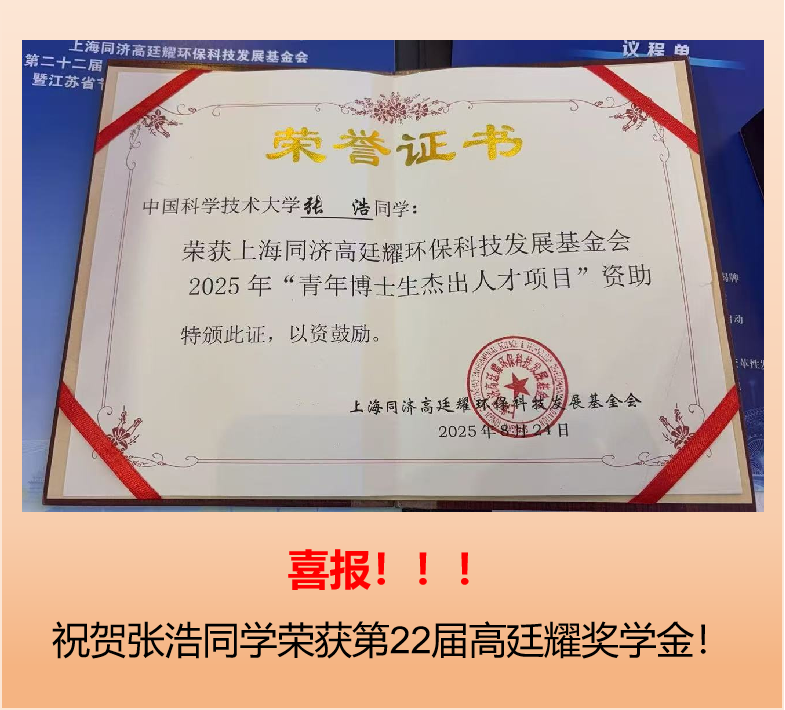 上海同济高廷耀环保科技发展基金会
第二十二届
暨江苏省
议程单
荣誉证书
中国科学技术大学张 浩同学：
荣获上海同济高廷耀环保科技发展基金会
2025年“青年博士生杰出人才项目”资助
特颁此证，以资鼓励。
上海同济高廷耀环保科技发展基金会
2025年8月24日
喜报！！！
祝贺张浩同学荣获第22届高廷耀奖学金！